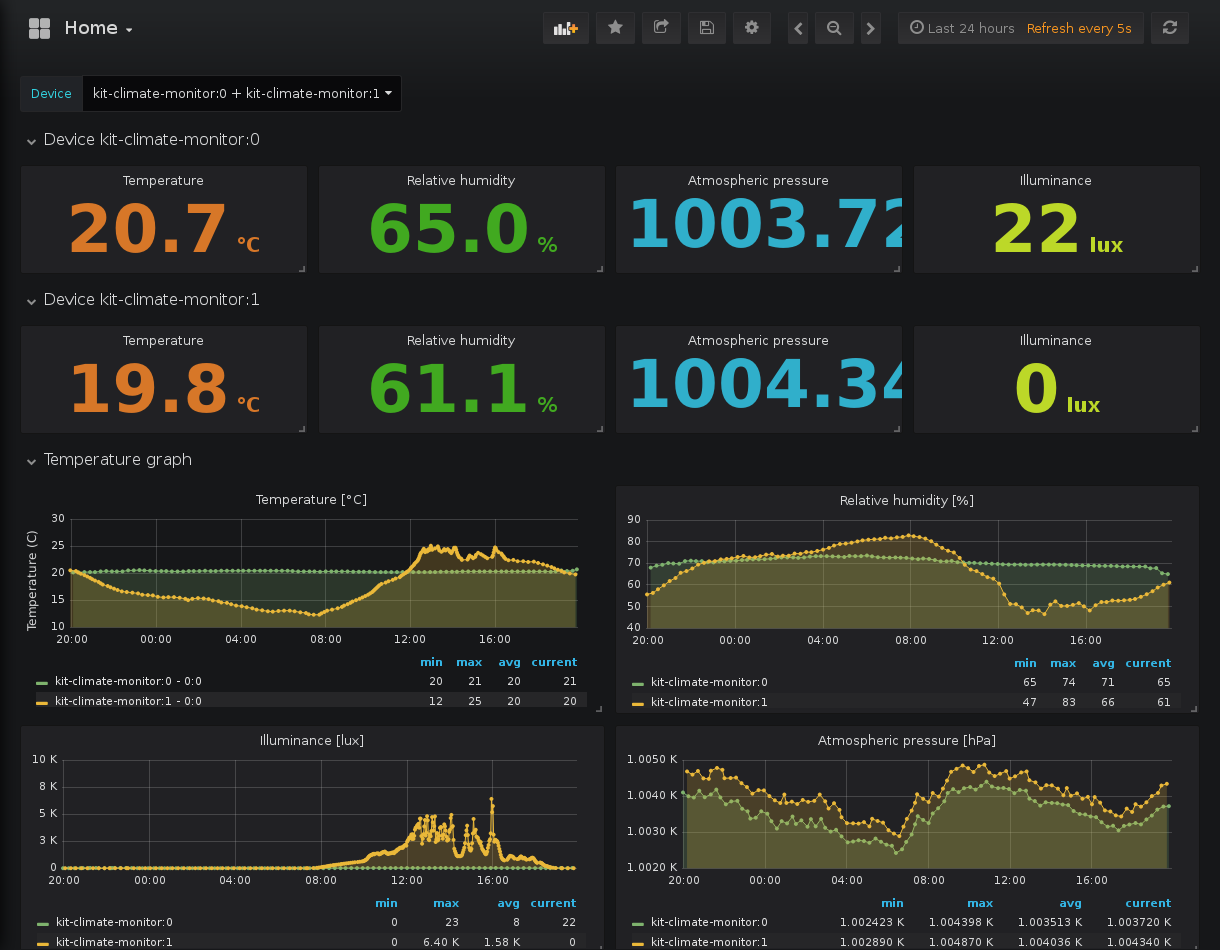 Home
Last 24 hours Refresh every 5s
Device kit-climate-monitor:0 + kit-climate-monitor:1
Device kit-climate-monitor:0
Temperature Relative humidity Atmospheric pressure Illuminance
20.7 °C 65.0 % 1003.72 22 lux
Device kit-climate-monitor:1
Temperature Relative humidity Atmospheric pressure Illuminance
19.8 °C 61.1 % 1004.34 0 lux
Temperature graph
Temperature [°C]
Temperature (C)
30
25
20
15
10
20:00 00:00 04:00 08:00 12:00 16:00
min max avg current
kit-climate-monitor:0 - 0:0 20 21 20 21
kit-climate-monitor:1 - 0:0 12 25 20 20
Relative humidity [%]
90
80
70
60
50
40
20:00 00:00 04:00 08:00 12:00 16:00
min max avg current
kit-climate-monitor:0 65 74 71 65
kit-climate-monitor:1 47 83 66 61
Illuminance [lux]
10 K
8 K
5 K
3 K
0
20:00 00:00 04:00 08:00 12:00 16:00
min max avg current
kit-climate-monitor:0 0 23 8 22
kit-climate-monitor:1 0 6.40 K 1.58 K 0
Atmospheric pressure [hPa]
1.0050 K
1.0040 K
1.0030 K
1.0020 K
20:00 00:00 04:00 08:00 12:00 16:00
min max avg current
kit-climate-monitor:0 1.002423 K 1.004398 K 1.003513 K 1.003720 K
kit-climate-monitor:1 1.002890 K 1.004870 K 1.004036 K 1.004340 K